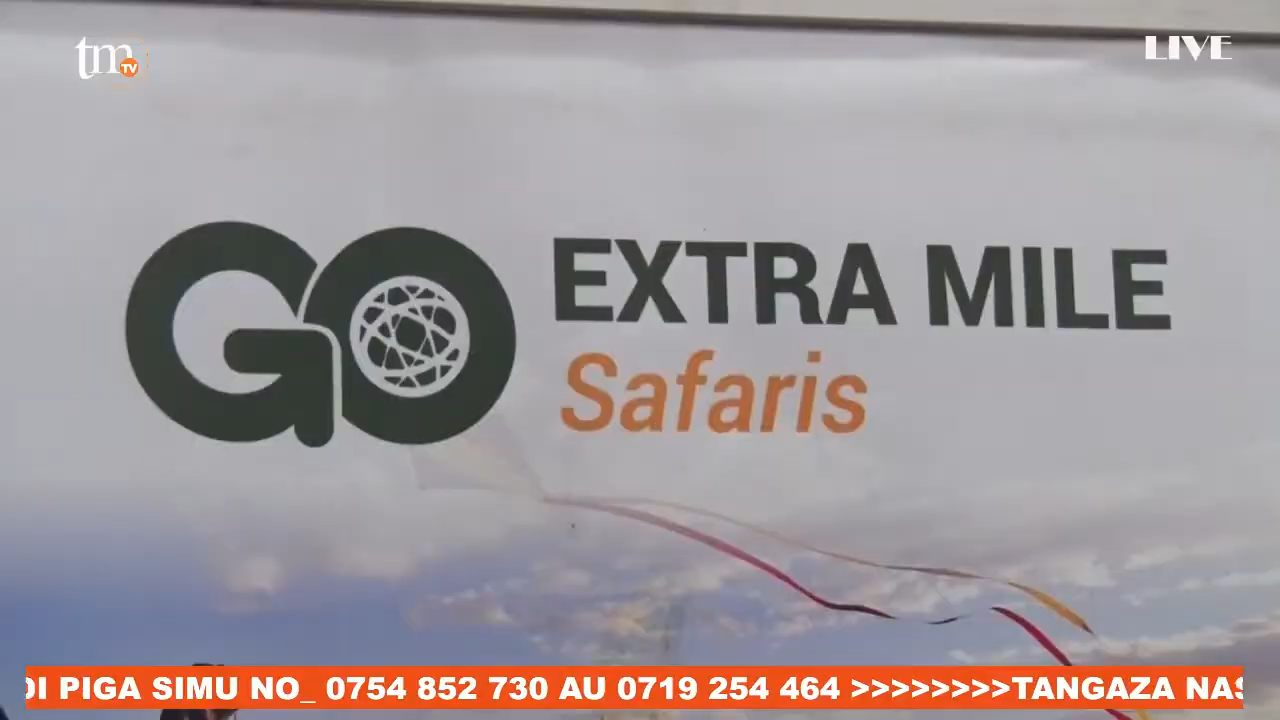 tm TV
LIVE
GO EXTRA MILE
Safaris
PIGA SIMU NO_ 0754 852 730 AU 0719 254 464 >>>>>>>>TANGAZA